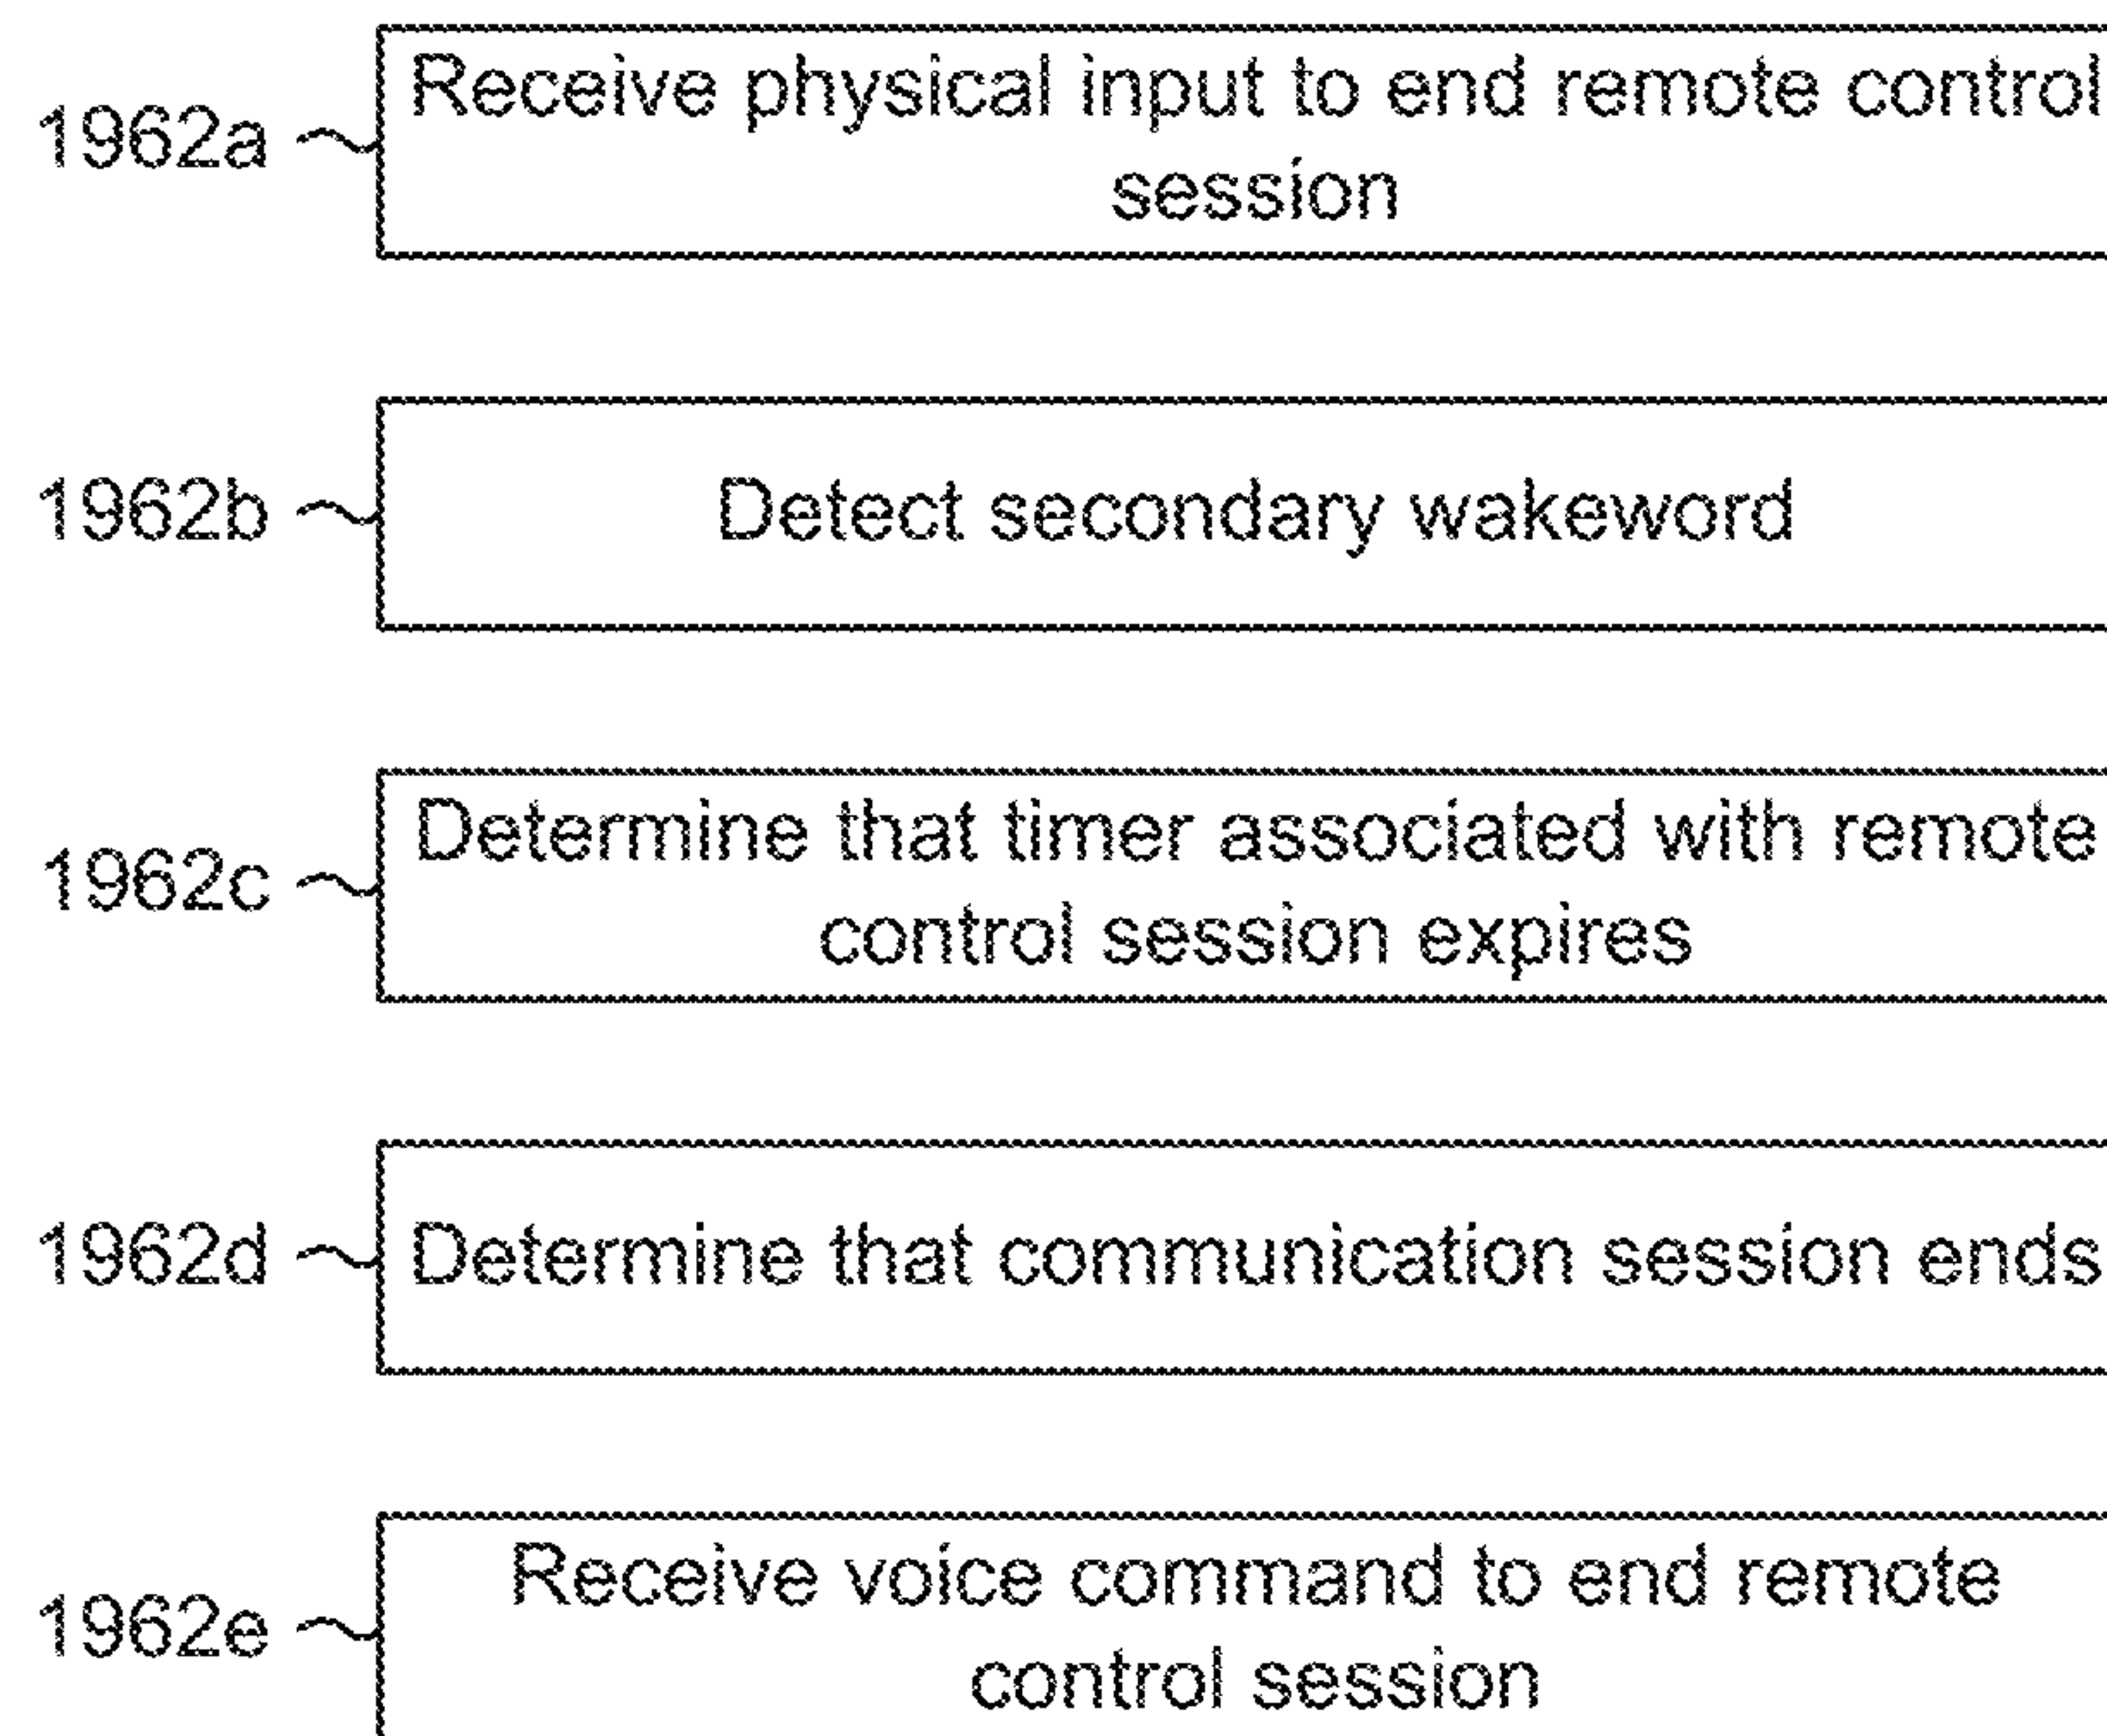 1962a
Receive physical input to end remote control
session
1962b
Detect secondary wakeword
1962c
Determine that timer associated with remote
control session expires
1962d
Determine that communication session ends
1962e
Receive voice command to end remote
control session